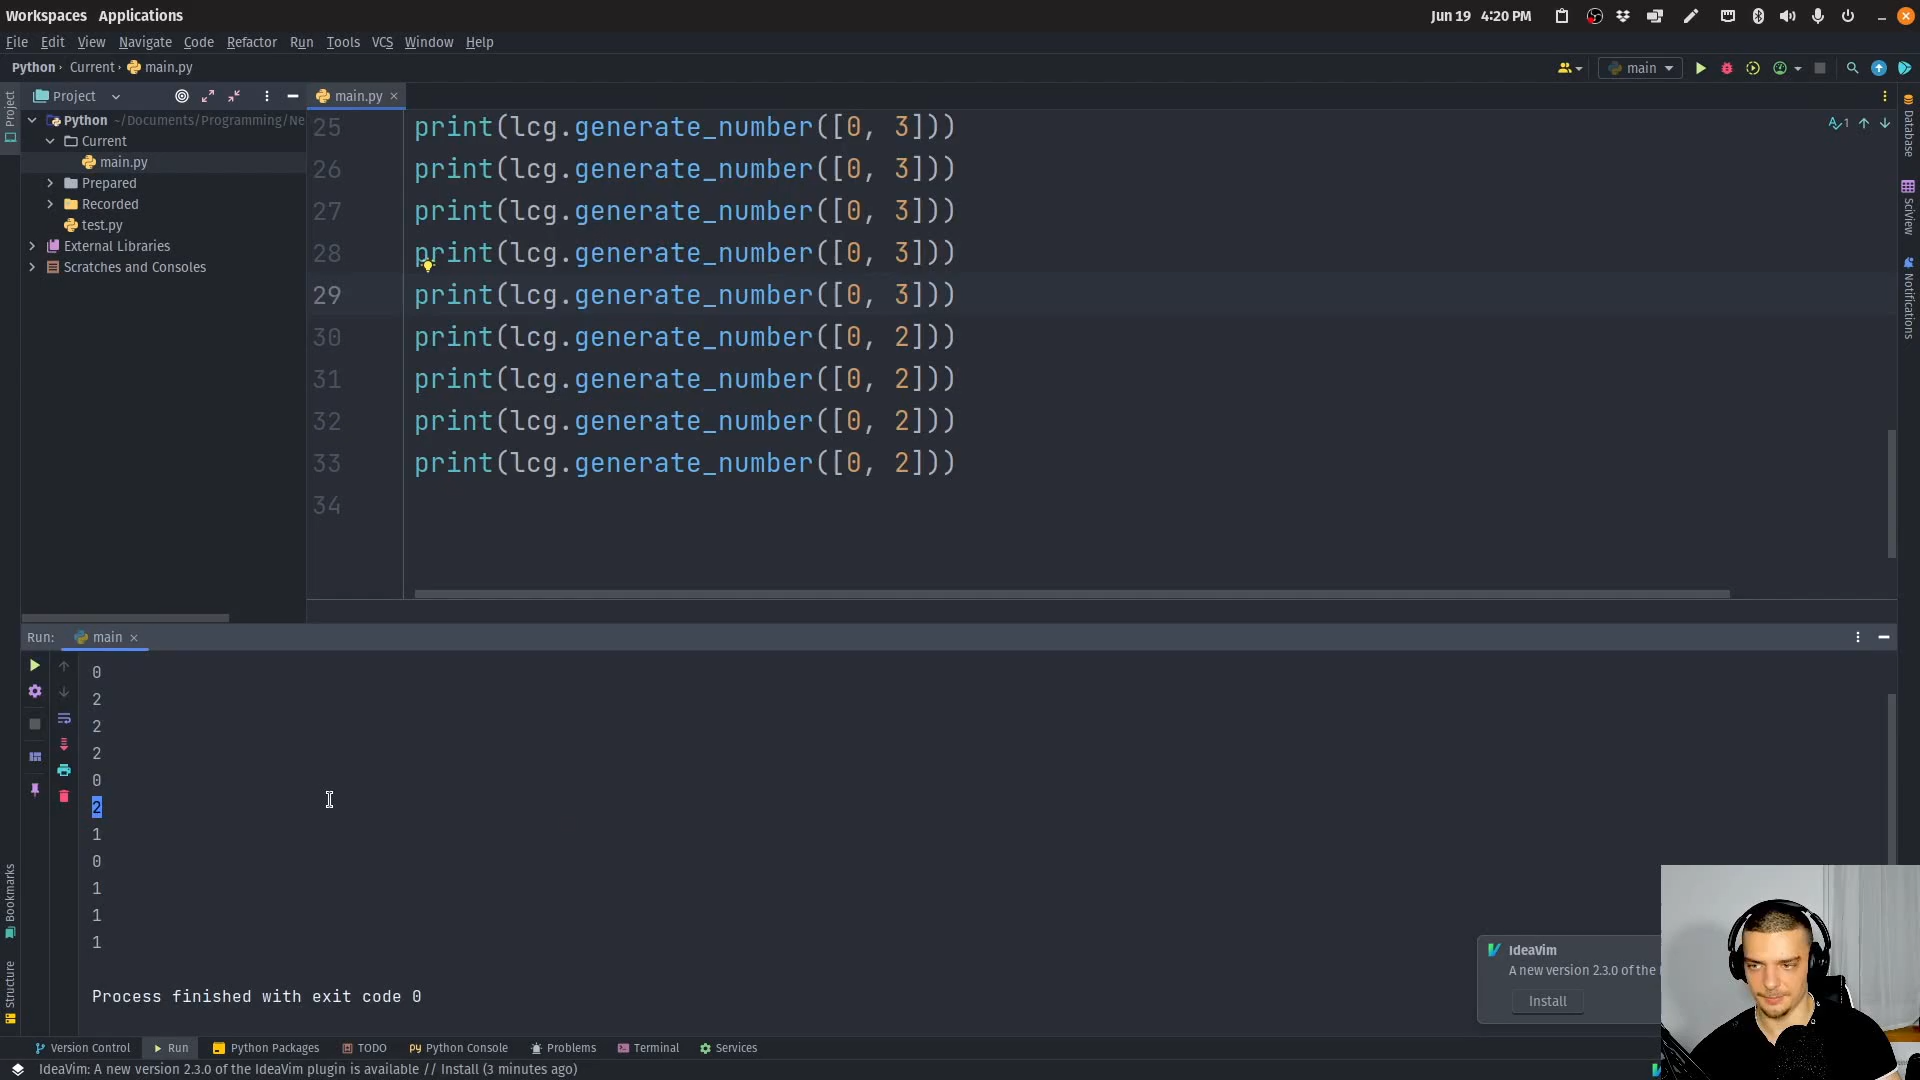 Workspaces Applications
Jun 19 4:20 PM
File Edit View Navigate Code Refactor Run Tools VCS Window Help
Python Current main.py
main
Project
main.py
Python ~/Documents/Programming/Ne
Current
main.py
Prepared
Recorded
test.py
External Libraries
Scratches and Consoles
Project
Bookmarks
Structure
25 print(lcg.generate_number([0, 3]))
26 print(lcg.generate_number([0, 3]))
27 print(lcg.generate_number([0, 3]))
28 print(lcg.generate_number([0, 3]))
29 print(lcg.generate_number([0, 3]))
30 print(lcg.generate_number([0, 2]))
31 print(lcg.generate_number([0, 2]))
32 print(lcg.generate_number([0, 2]))
33 print(lcg.generate_number([0, 2]))
34
1
Database
SciView
Notifications
Run: main
0
2
2
2
0
2
1
0
1
1
1
Process finished with exit code 0
IdeaVim
A new version 2.3.0 of the
Install
Version Control Run Python Packages TODO Python Console Problems Terminal Services
IdeaVim: A new version 2.3.0 of the IdeaVim plugin is available // Install (3 minutes ago)